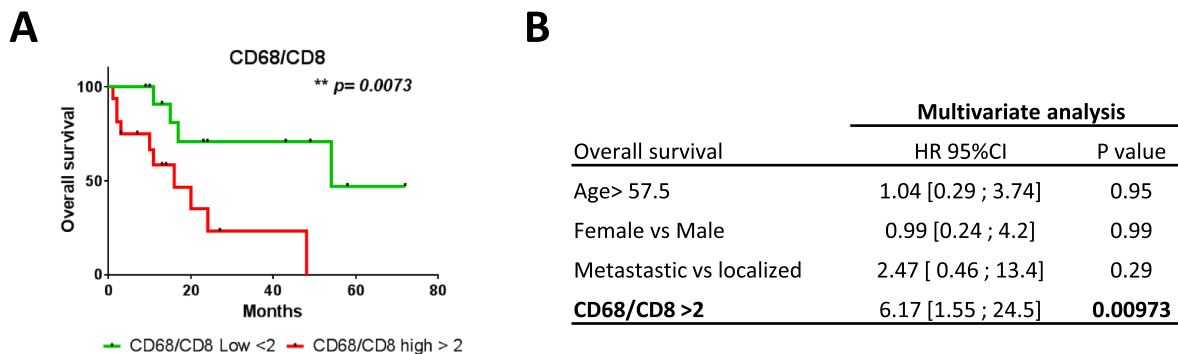 A
CD68/CD8
** p= 0.0073
Overall survival
100
50
0
0 20 40 60 80
Months
CD68/CD8 Low <2 CD68/CD8 high > 2
B
Multivariate analysis
Overall survival HR 95%CI P value
Age> 57.5 1.04 [0.29 ; 3.74] 0.95
Female vs Male 0.99 [0.24 ; 4.2] 0.99
Metastastic vs localized 2.47 [ 0.46 ; 13.4] 0.29
CD68/CD8 >2 6.17 [1.55 ; 24.5] 0.00973